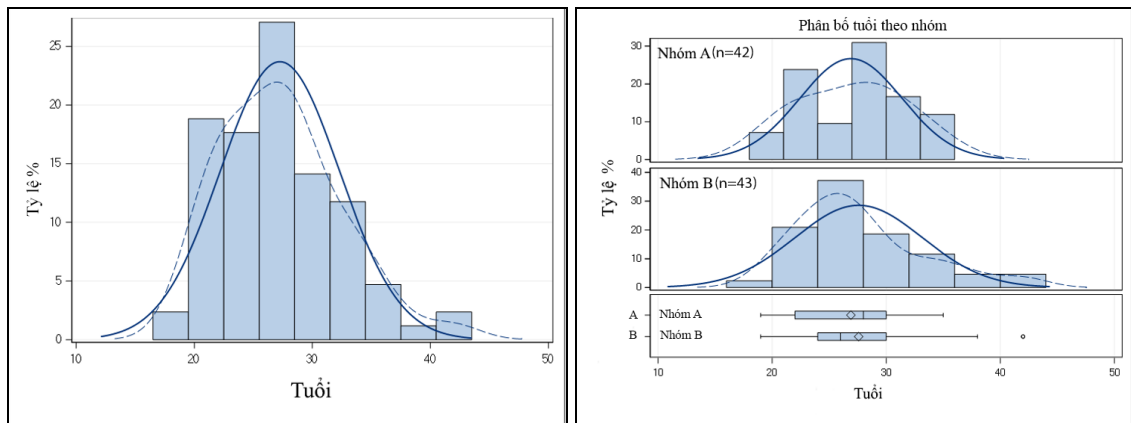 25
20
15
10
5
0
Tỷ lệ %
10 20 30 40 50
Tuổi
Phân bố tuổi theo nhóm
Nhóm A(n=42)
30
20
10
0
Tỷ lệ %
Nhóm B(n=43)
40
30
20
10
0
A Nhóm A
B Nhóm B
10 20 30 40 50
Tuổi